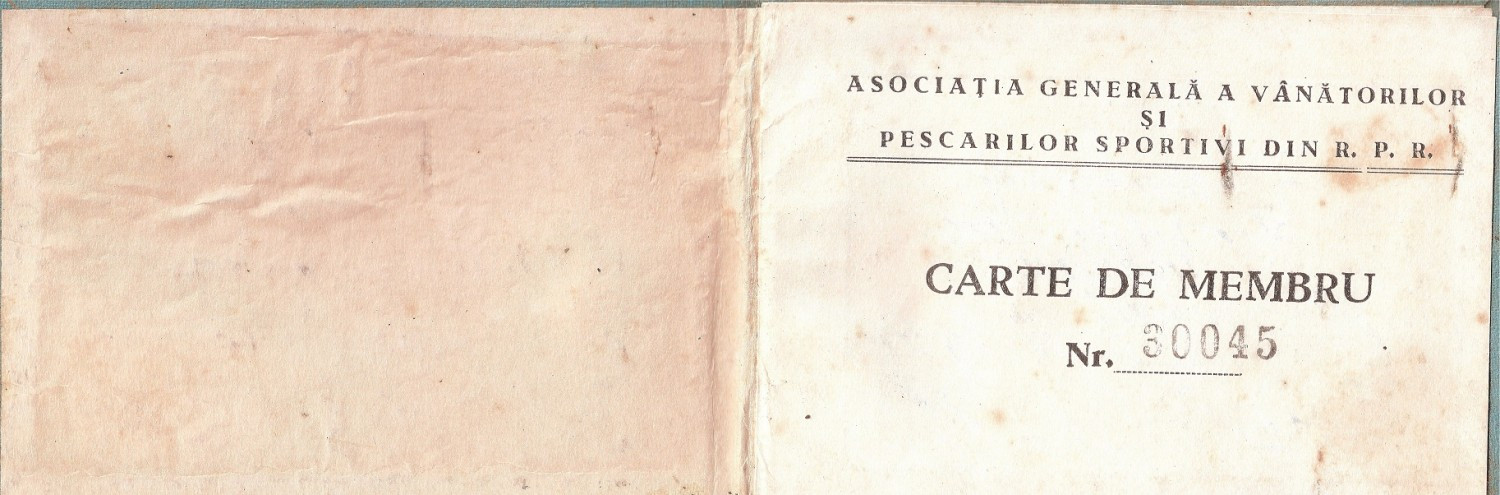 ASOCIAȚIA GENERALĂ A VÂNĂTORILOR
ȘI
PESCARILOR SPORTIVI DIN R. P. R.
CARTE DE MEMBRU
Nr. 30045